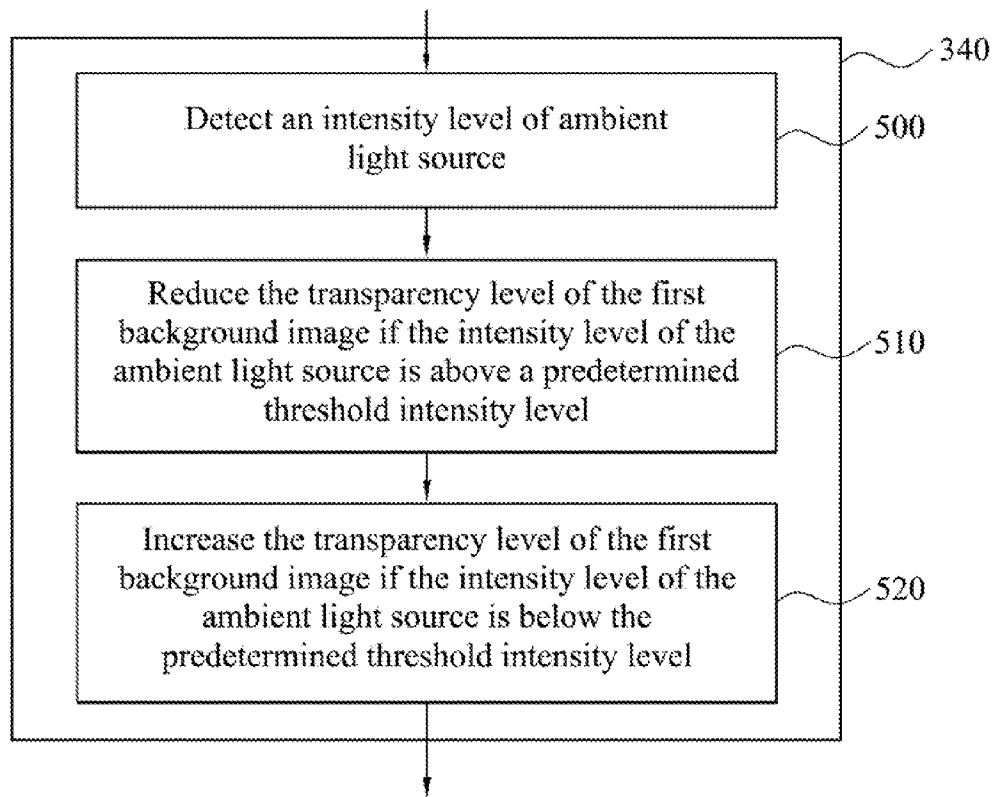 340
Detect an intensity level of ambient
light source
500
Reduce the transparency level of the first
background image if the intensity level of the
ambient light source is above a predetermined
threshold intensity level
510
Increase the transparency level of the first
background image if the intensity level of the
ambient light source is below the
predetermined threshold intensity level
520